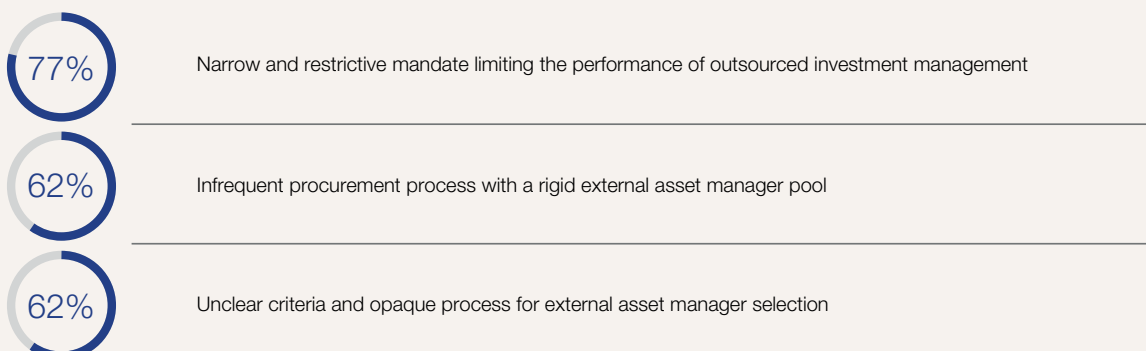 77%
Narrow and restrictive mandate limiting the performance of outsourced investment management
62%
Infrequent procurement process with a rigid external asset manager pool
62%
Unclear criteria and opaque process for external asset manager selection